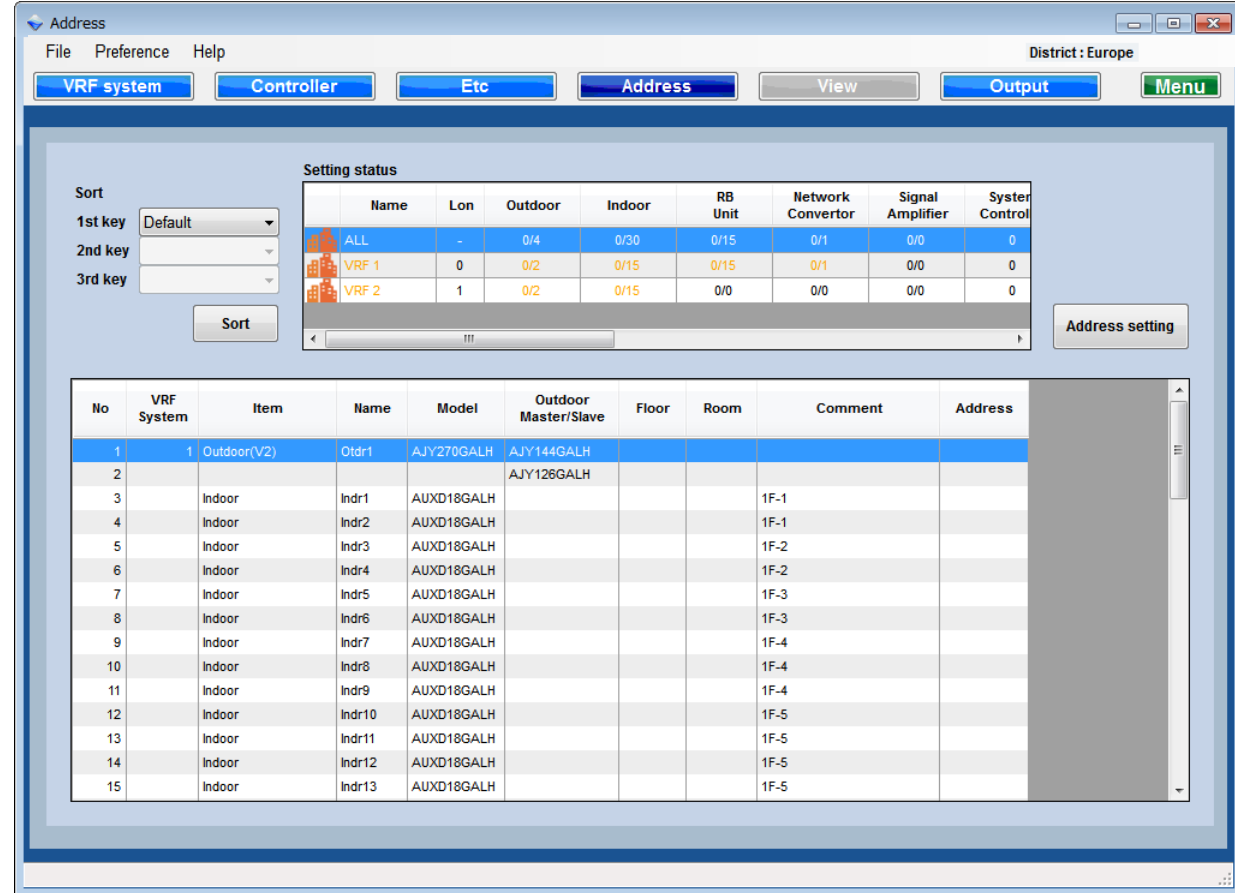 Address
File Preference Help District : Europe
VRF system Controller Etc Address View Output Menu
Setting status
Sort
1st key Default
2nd key
3rd key
Sort
Name Lon Outdoor Indoor RB Unit Network Convertor Signal Amplifier System Control
ALL - 0/4 0/30 0/15 0/1 0/0 0
VRF 1 0 0/2 0/15 0/15 0/1 0/0 0
VRF 2 1 0/2 0/15 0/0 0/0 0/0 0
Address setting
No VRF System Item Name Model Outdoor Master/Slave Floor Room Comment Address
1 1 Outdoor(V2) Otdr1 AJY270GALH AJY144GALH
2 AJY126GALH
3 Indoor Indr1 AUXD18GALH 1F-1
4 Indoor Indr2 AUXD18GALH 1F-1
5 Indoor Indr3 AUXD18GALH 1F-2
6 Indoor Indr4 AUXD18GALH 1F-2
7 Indoor Indr5 AUXD18GALH 1F-3
8 Indoor Indr6 AUXD18GALH 1F-3
9 Indoor Indr7 AUXD18GALH 1F-4
10 Indoor Indr8 AUXD18GALH 1F-4
11 Indoor Indr9 AUXD18GALH 1F-4
12 Indoor Indr10 AUXD18GALH 1F-5
13 Indoor Indr11 AUXD18GALH 1F-5
14 Indoor Indr12 AUXD18GALH 1F-5
15 Indoor Indr13 AUXD18GALH 1F-5